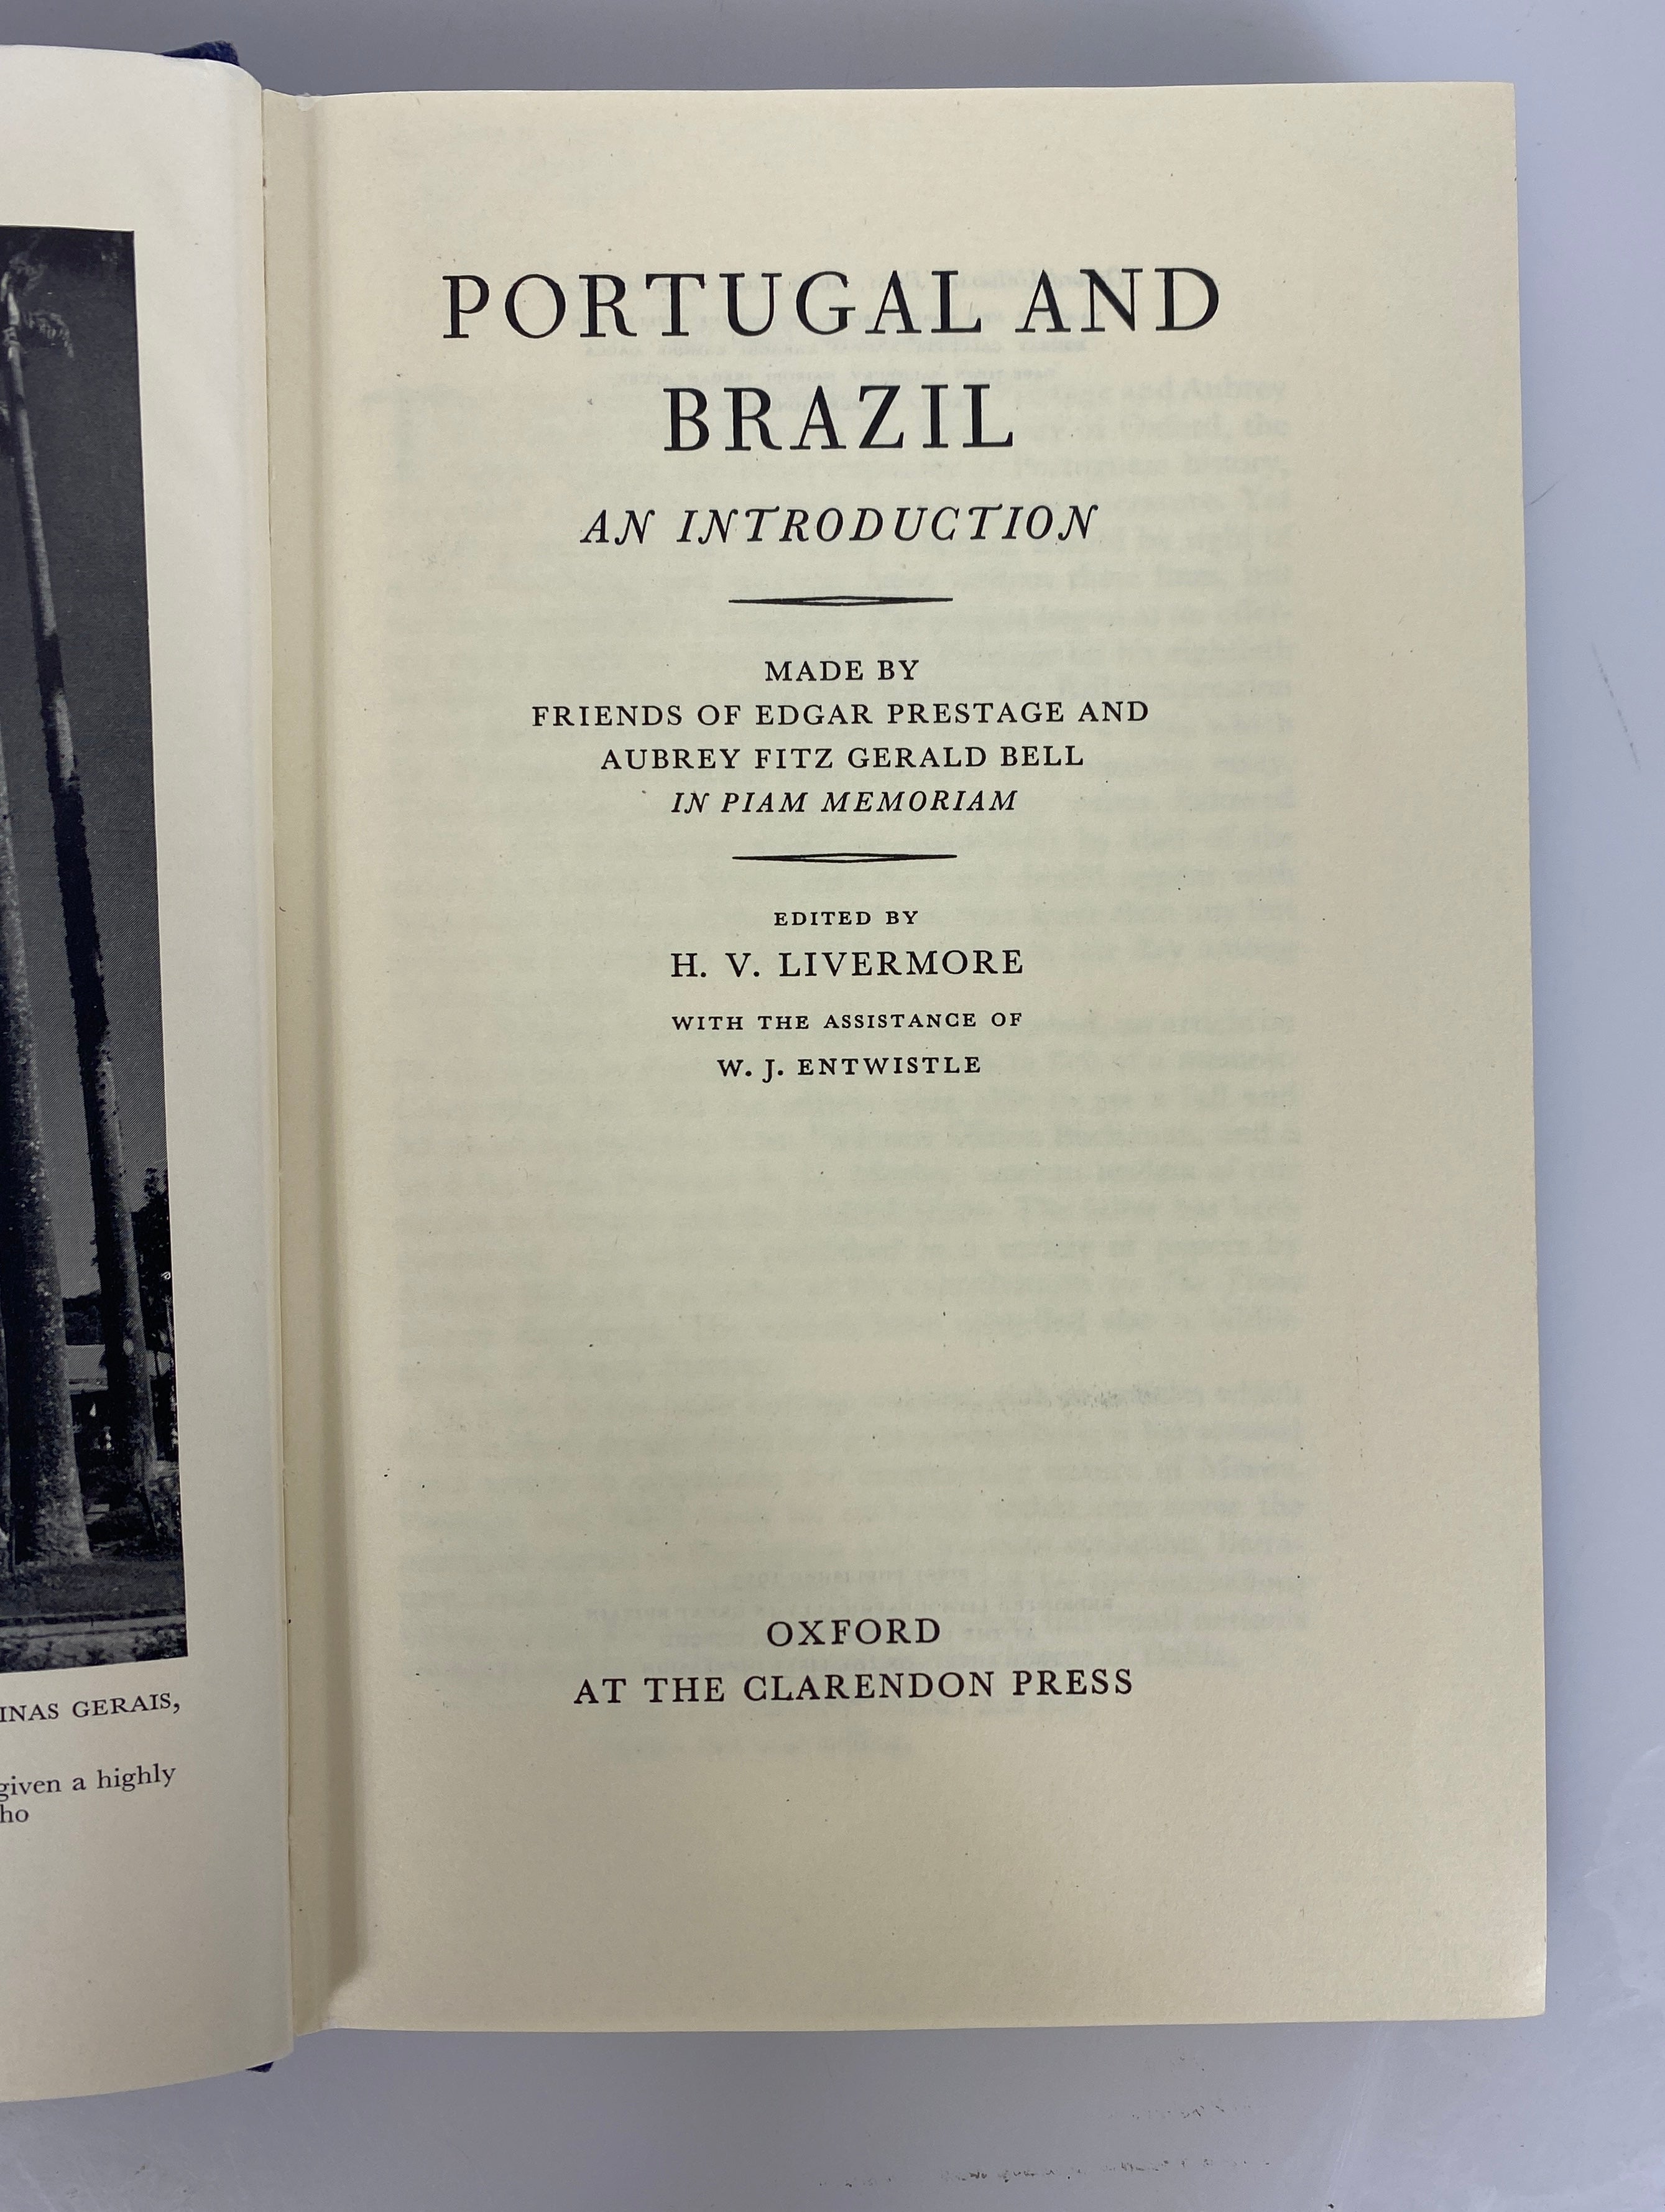 INAS GERAIS,
given a highly
ho
PORTUGAL AND
BRAZIL
AN INTRODUCTION
MADE BY
FRIENDS OF EDGAR PRESTAGE AND
AUBREY FITZ GERALD BELL
IN PIAM MEMORIAM
EDITED BY
H. V. LIVERMORE
WITH THE ASSISTANCE OF
W. J. ENTWISTLE
OXFORD
AT THE CLARENDON PRESS